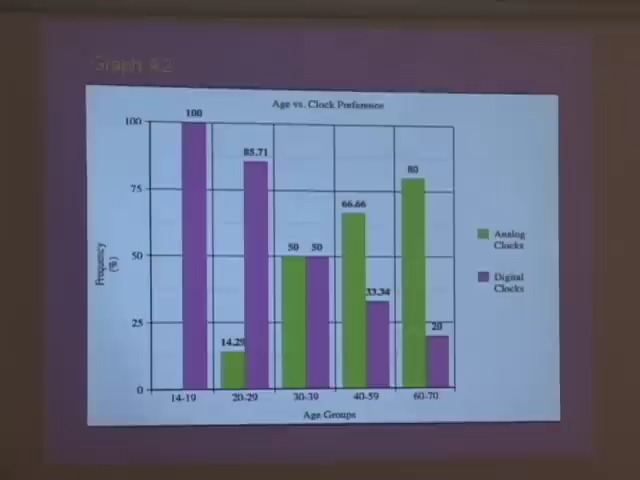 Graph #2
Age vs. Clock Preference
Frequency
(%)
100
75
50
25
0
100
14.29
85.71
50
50
66.66
33.34
80
20
14-19
20-29
30-39
40-59
60-70
Age Groups
Analog
Clocks
Digital
Clocks